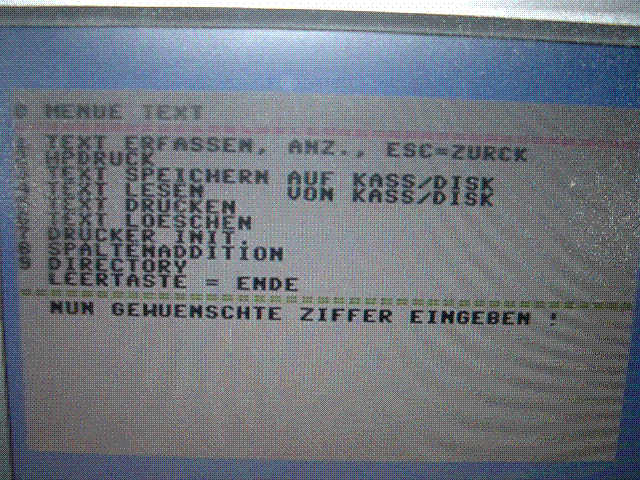 0 MENUE TEXT
1 TEXT ERFASSEN, ANZ., ESC=ZURCK
2 WPDRUCK
3 TEXT SPEICHERN AUF KASS/DISK
4 TEXT LESEN VON KASS/DISK
5 TEXT DRUCKEN
6 TEXT LOESCHEN
7 DRUCKER INIT.
8 SPALTENADDITION
9 DIRECTORY
LEERTASTE = ENDE
NUN GEWUENSCHTE ZIFFER EINGEBEN !